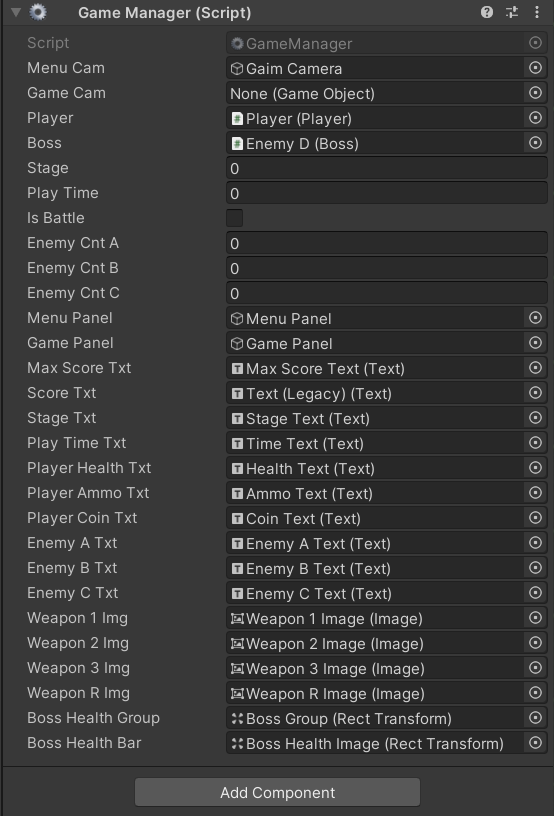 Game Manager (Script)
Script GameManager
Menu Cam Gaim Camera
Game Cam None (Game Object)
Player # Player (Player)
Boss # Enemy D (Boss)
Stage 0
Play Time 0
Is Battle
Enemy Cnt A 0
Enemy Cnt B 0
Enemy Cnt C 0
Menu Panel Menu Panel
Game Panel Game Panel
Max Score Txt T Max Score Text (Text)
Score Txt T Text (Legacy) (Text)
Stage Txt T Stage Text (Text)
Play Time Txt T Time Text (Text)
Player Health Txt T Health Text (Text)
Player Ammo Txt T Ammo Text (Text)
Player Coin Txt T Coin Text (Text)
Enemy A Txt T Enemy A Text (Text)
Enemy B Txt T Enemy B Text (Text)
Enemy C Txt T Enemy C Text (Text)
Weapon 1 Img Weapon 1 Image (Image)
Weapon 2 Img Weapon 2 Image (Image)
Weapon 3 Img Weapon 3 Image (Image)
Weapon R Img Weapon R Image (Image)
Boss Health Group Boss Group (Rect Transform)
Boss Health Bar Boss Health Image (Rect Transform)
Add Component